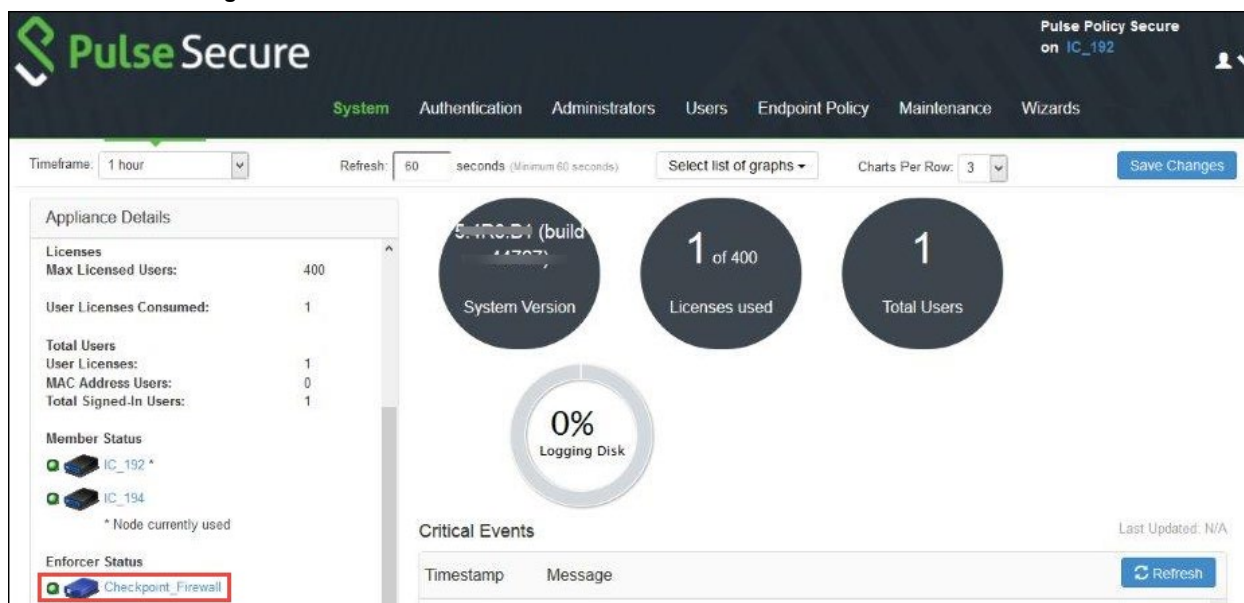 Pulse Secure
Pulse Policy Secure
on IC_192
System Authentication Administrators Users Endpoint Policy Maintenance Wizards
Timeframe: 1 hour Refresh: 60 seconds (Minimum 60 seconds) Select list of graphs Charts Per Row: 3 Save Changes
Appliance Details
Licenses
Max Licensed Users: 400
User Licenses Consumed: 1
Total Users
User Licenses: 1
MAC Address Users: 0
Total Signed-In Users: 1
Member Status
IC_192 *
IC_194
* Node currently used
Enforcer Status
Checkpoint_Firewall
(build
System Version
1 of 400
Licenses used
1
Total Users
0%
Logging Disk
Critical Events Last Updated: N/A
Timestamp Message Refresh